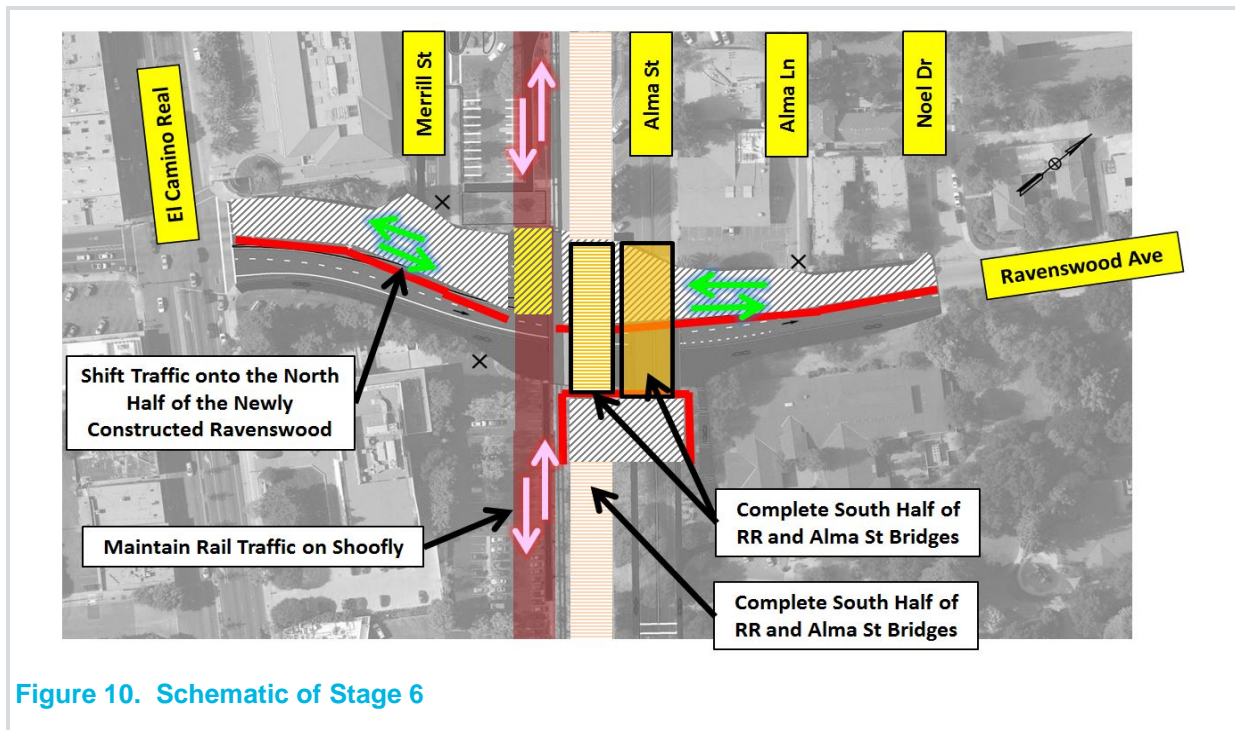 El Camino Real
Merrill St
Alma St
Alma Ln
Noel Dr
Ravenswood Ave
Shift Traffic onto the North
Half of the Newly
Constructed Ravenswood
Maintain Rail Traffic on Shoofly
Complete South Half of
RR and Alma St Bridges
Complete South Half of
RR and Alma St Bridges
Figure 10. Schematic of Stage 6